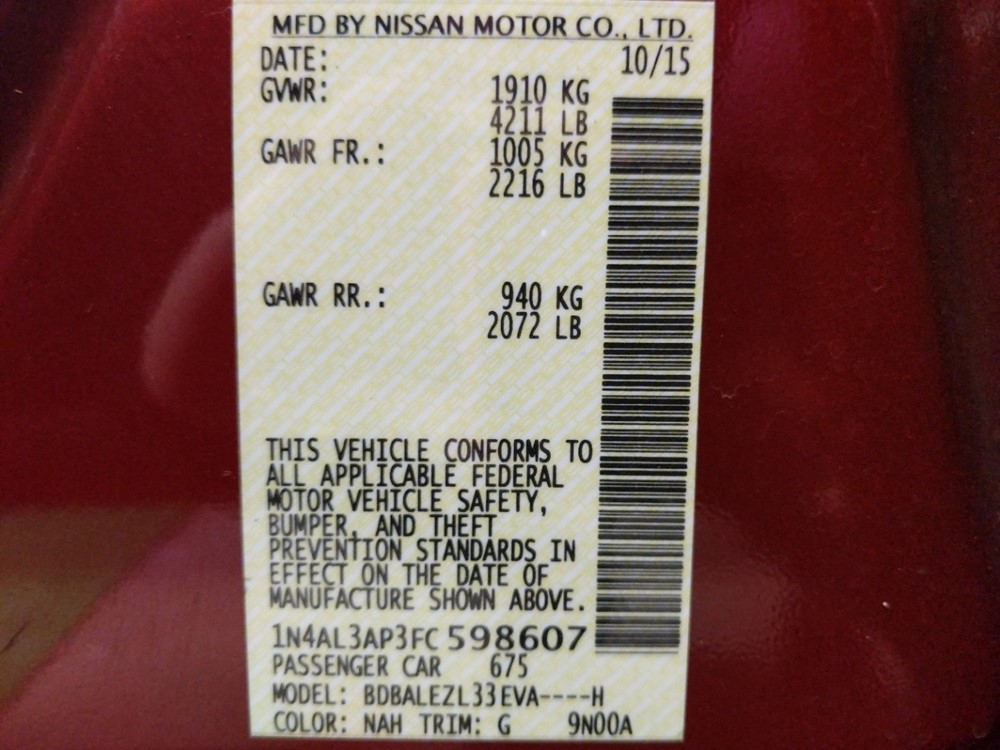 MFD BY NISSAN MOTOR CO., LTD.
DATE: 10/15
GVWR: 1910 KG
4211 LB
GAWR FR.: 1005 KG
2216 LB
GAWR RR.: 940 KG
2072 LB
THIS VEHICLE CONFORMS TO
ALL APPLICABLE FEDERAL
MOTOR VEHICLE SAFETY,
BUMPER, AND THEFT
PREVENTION STANDARDS IN
EFFECT ON THE DATE OF
MANUFACTURE SHOWN ABOVE.
1N4AL3AP3FC598607
PASSENGER CAR 675
MODEL: BDBALEZL33EVA----H
COLOR: NAH TRIM: G 9N00A